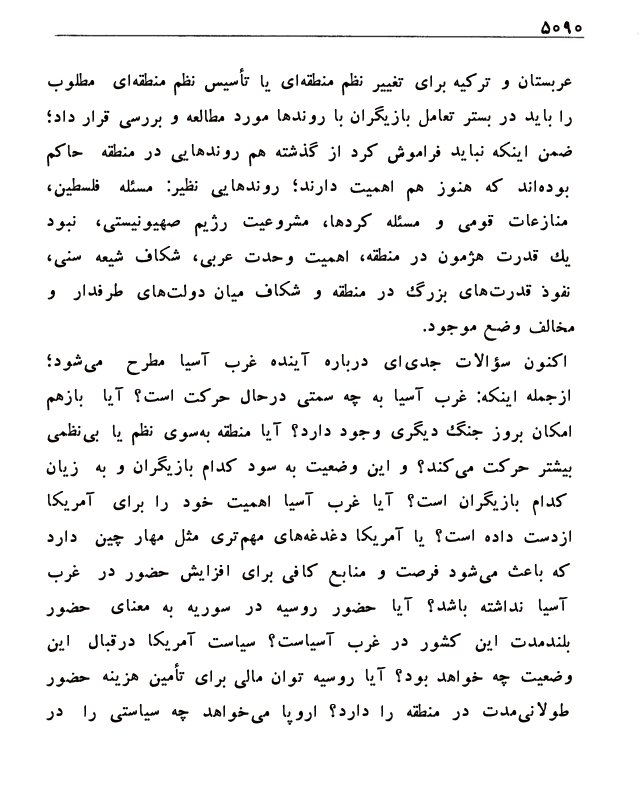 ۵۰۹۰
عربستان و ترکیه برای تغییر نظم منطقه‌ای یا تأسیس نظم منطقه‌ای مطلوب
را باید در بستر تعامل بازیگران با روندها مورد مطالعه و بررسی قرار داد؛
ضمن اینکه نباید فراموش کرد از گذشته هم روندهایی در منطقه حاکم
بوده‌اند که هنوز هم اهمیت دارند؛ روندهایی نظیر: مسئله فلسطین،
منازعات قومی و مسئله کردها، مشروعیت رژیم صهیونیستی، نبود
یك قدرت هژمون در منطقه، اهمیت وحدت عربی، شکاف شیعه سنی،
نفوذ قدرت‌های بزرگ در منطقه و شکاف میان دولت‌های طرفدار و
مخالف وضع موجود.
اکنون سؤالات جدی‌ای درباره آینده غرب آسیا مطرح می‌شود؛
ازجمله اینکه: غرب آسیا به چه سمتی درحال حرکت است؟ آیا بازهم
امکان بروز جنگ دیگری وجود دارد؟ آیا منطقه به‌سوی نظم یا بی‌نظمی
بیشتر حرکت می‌کند؟ و این وضعیت به سود کدام بازیگران و به زیان
کدام بازیگران است؟ آیا غرب آسیا اهمیت خود را برای آمریکا
ازدست داده است؟ یا آمریکا دغدغه‌های مهم‌تری مثل مهار چین دارد
که باعث می‌شود فرصت و منابع کافی برای افزایش حضور در غرب
آسیا نداشته باشد؟ آیا حضور روسیه در سوریه به معنای حضور
بلندمدت این کشور در غرب آسیاست؟ سیاست آمریکا درقبال این
وضعیت چه خواهد بود؟ آیا روسیه توان مالی برای تأمین هزینه حضور
طولانی‌مدت در منطقه را دارد؟ اروپا می‌خواهد چه سیاستی را در